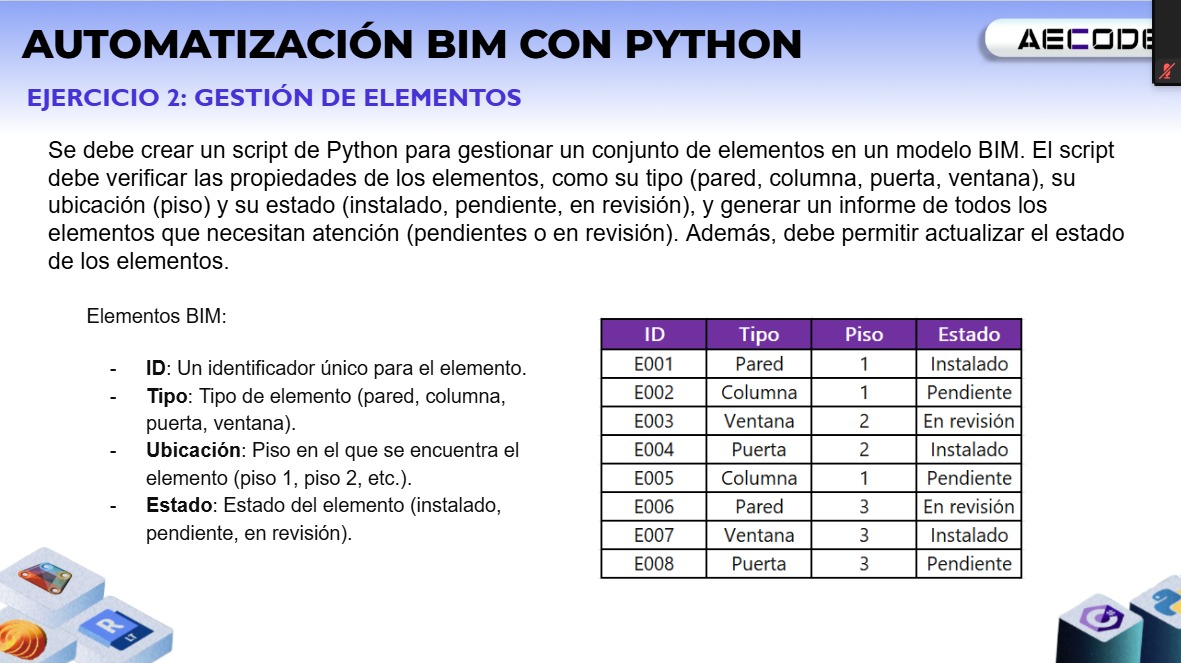 AUTOMATIZACIÓN BIM CON PYTHON
AECODE
EJERCICIO 2: GESTIÓN DE ELEMENTOS
Se debe crear un script de Python para gestionar un conjunto de elementos en un modelo BIM. El script
debe verificar las propiedades de los elementos, como su tipo (pared, columna, puerta, ventana), su
ubicación (piso) y su estado (instalado, pendiente, en revisión), y generar un informe de todos los
elementos que necesitan atención (pendientes o en revisión). Además, debe permitir actualizar el estado
de los elementos.
Elementos BIM:
- ID: Un identificador único para el elemento.
- Tipo: Tipo de elemento (pared, columna,
puerta, ventana).
- Ubicación: Piso en el que se encuentra el
elemento (piso 1, piso 2, etc.).
- Estado: Estado del elemento (instalado,
pendiente, en revisión).
ID Tipo Piso Estado
E001 Pared 1 Instalado
E002 Columna 1 Pendiente
E003 Ventana 2 En revisión
E004 Puerta 2 Instalado
E005 Columna 1 Pendiente
E006 Pared 3 En revisión
E007 Ventana 3 Instalado
E008 Puerta 3 Pendiente
R
LT